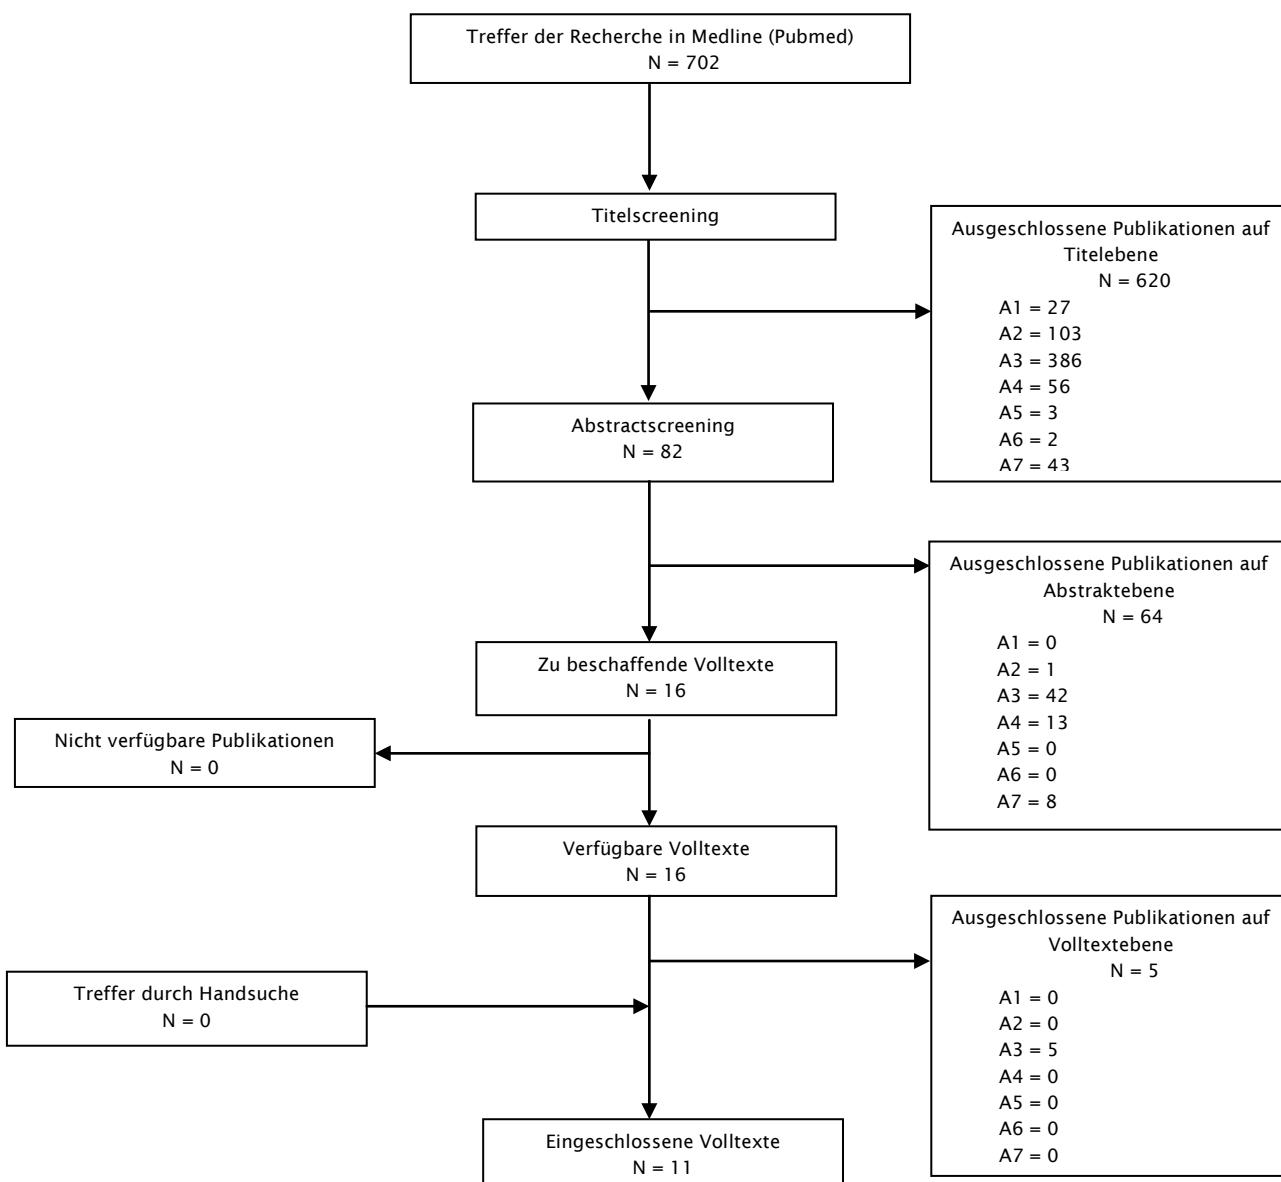 Treffer der Recherche in Medline (Pubmed)
N = 702
Titelscreening
Ausgeschlossene Publikationen auf
Titelebene
N = 620
A1 = 27
A2 = 103
A3 = 386
A4 = 56
A5 = 3
A6 = 2
A7 = 43
Abstractscreening
N = 82
Ausgeschlossene Publikationen auf
Abstraktebene
N = 64
A1 = 0
A2 = 1
A3 = 42
A4 = 13
A5 = 0
A6 = 0
A7 = 8
Zu beschaffende Volltexte
N = 16
Nicht verfügbare Publikationen
N = 0
Verfügbare Volltexte
N = 16
Ausgeschlossene Publikationen auf
Volltextebene
N = 5
A1 = 0
A2 = 0
A3 = 5
A4 = 0
A5 = 0
A6 = 0
A7 = 0
Treffer durch Handsuche
N = 0
Eingeschlossene Volltexte
N = 11